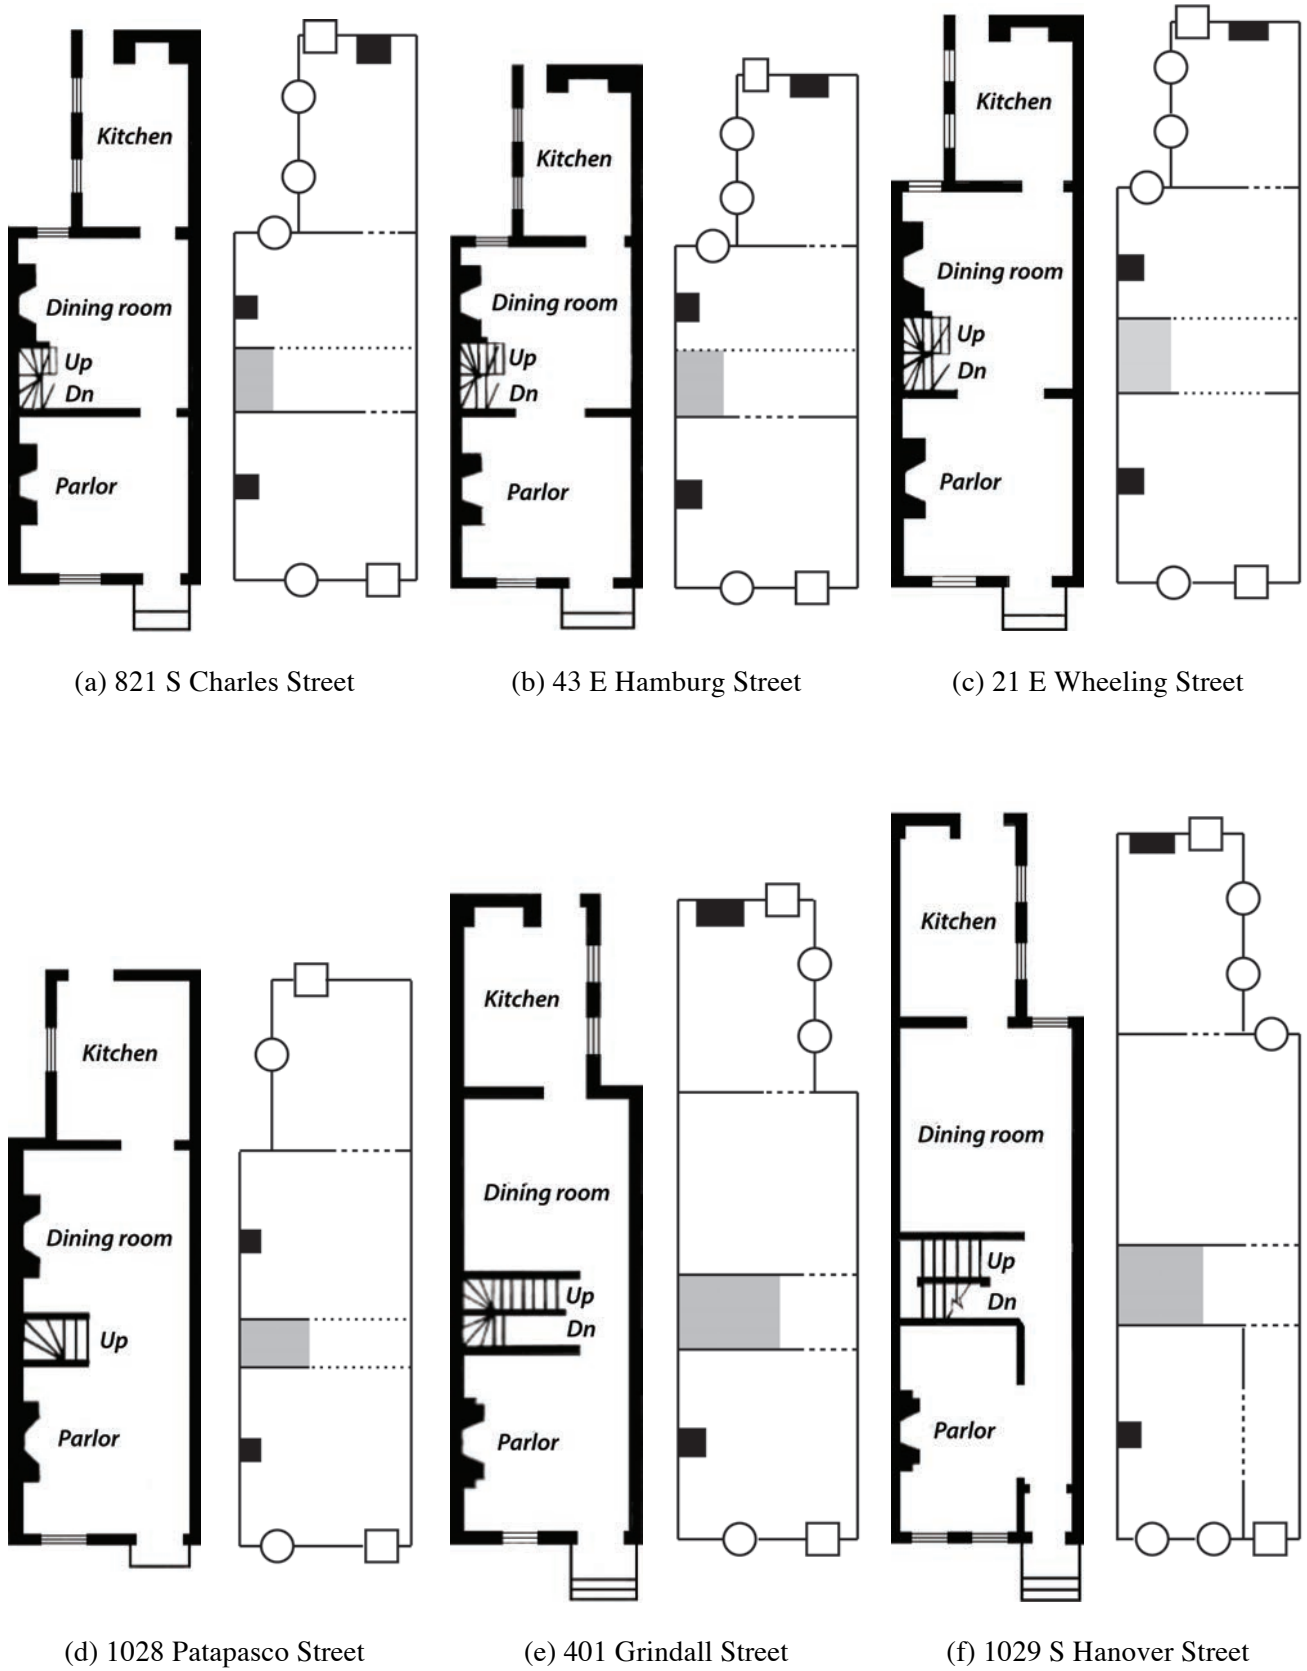 Kitchen
Dining room
Up
Dn
Parlor
(a) 821 S Charles Street
Kitchen
Dining room
Up
Dn
Parlor
(b) 43 E Hamburg Street
Kitchen
Dining room
Up
Dn
Parlor
(c) 21 E Wheeling Street
Kitchen
Dining room
Up
Parlor
(d) 1028 Patapasco Street
Kitchen
Dining room
Up
Dn
Parlor
(e) 401 Grindall Street
Kitchen
Dining room
Up
Dn
Parlor
(f) 1029 S Hanover Street